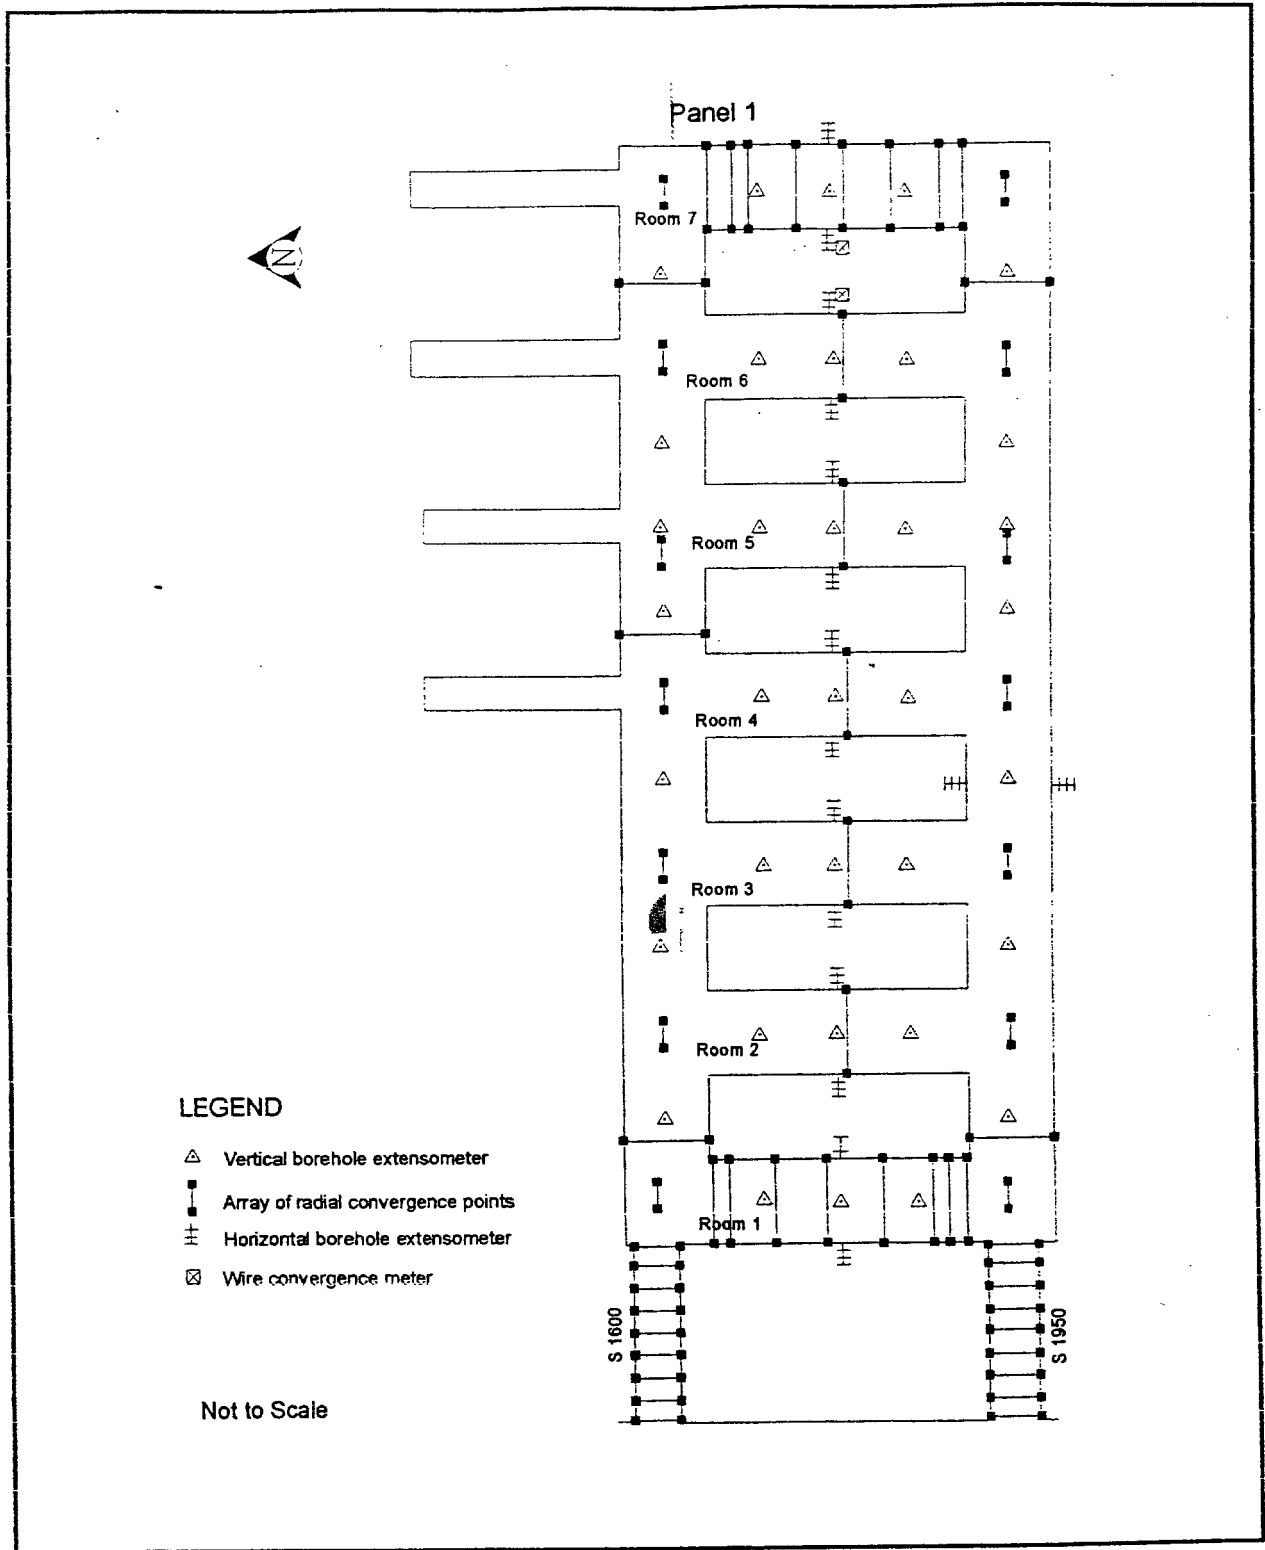 Panel 1
Room 7
N
Room 6
Room 5
Room 4
Room 3
Room 2
LEGEND
Vertical borehole extensometer
Array of radial convergence points
Room 1
Horizontal borehole extensometer
Wire convergence meter
S 1600
S 1950
Not to Scale